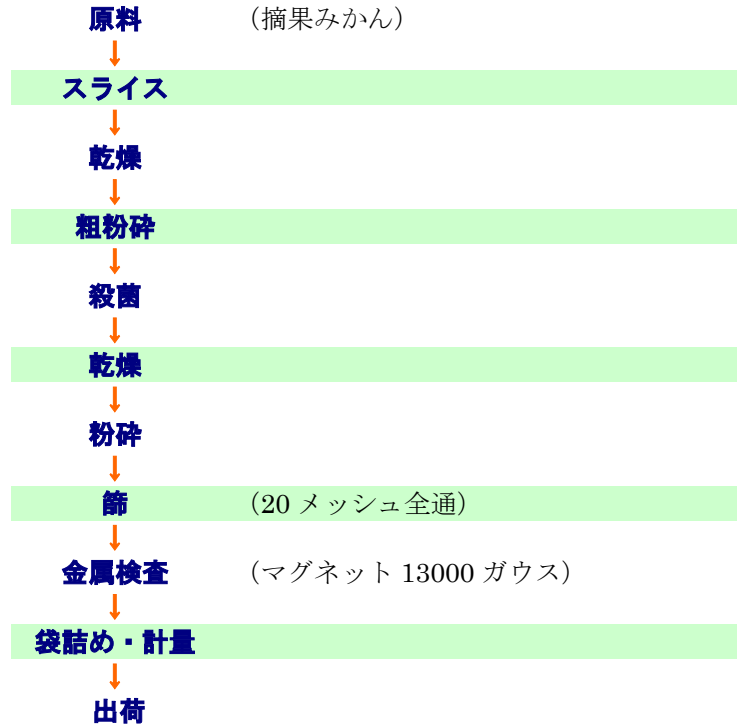 原料 （摘果みかん）
↓
スライス
↓
乾燥
↓
粗粉砕
↓
殺菌
↓
乾燥
↓
粉砕
↓
篩 （20 メッシュ全通）
↓
金属検査 （マグネット 13000 ガウス）
↓
袋詰め・計量
↓
出荷